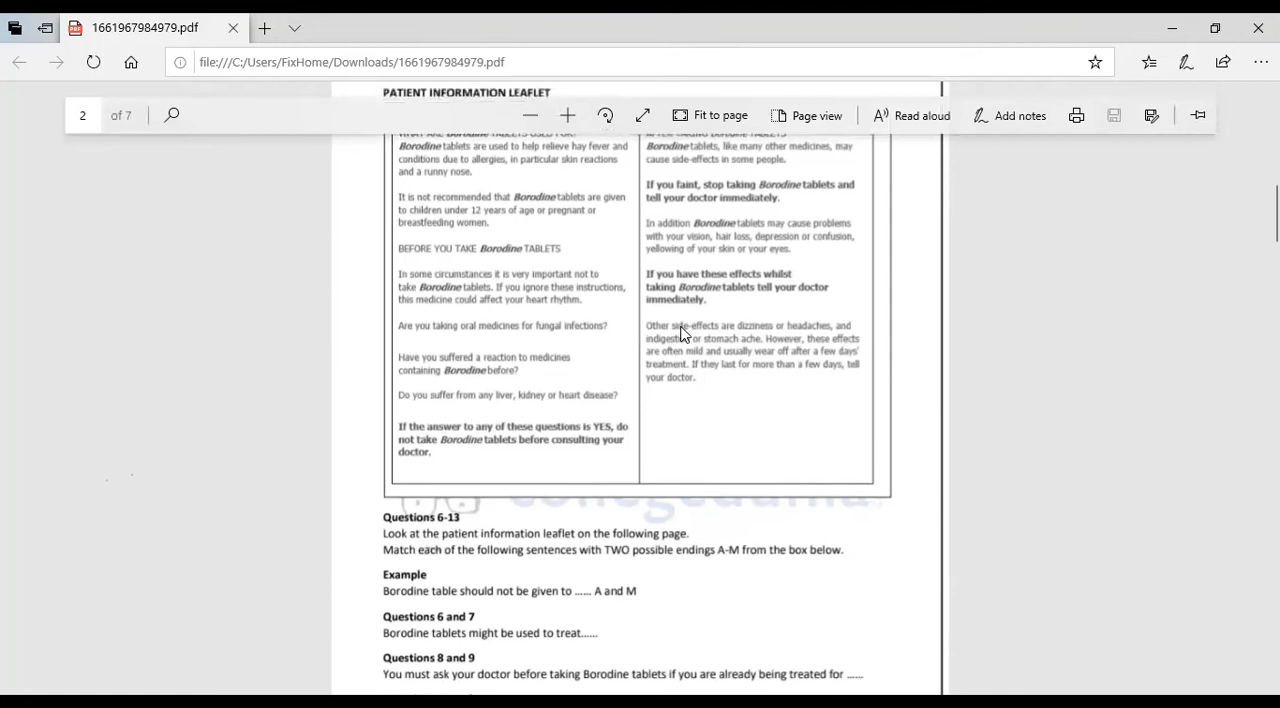 1661967984979.pdf
file:///C:/Users/FixHome/Downloads/1661967984979.pdf
PATIENT INFORMATION LEAFLET
2 of 7
Fit to page
Page view
Read aloud
Add notes
WHAT ARE Borodine TABLETS USED FOR?
Borodine tablets are used to help relieve hay fever and
conditions due to allergies, in particular skin reactions
and a runny nose.
It is not recommended that Borodine tablets are given
to children under 12 years of age or pregnant or
breastfeeding women.
BEFORE YOU TAKE Borodine TABLETS
In some circumstances it is very important not to
take Borodine tablets. If you ignore these instructions,
this medicine could affect your heart rhythm.
Are you taking oral medicines for fungal infections?
Have you suffered a reaction to medicines
containing Borodine before?
Do you suffer from any liver, kidney or heart disease?
If the answer to any of these questions is YES, do
not take Borodine tablets before consulting your
doctor.
AFTER TAKING Borodine TABLETS
Borodine tablets, like many other medicines, may
cause side-effects in some people.
If you faint, stop taking Borodine tablets and
tell your doctor immediately.
In addition Borodine tablets may cause problems
with your vision, hair loss, depression or confusion,
yellowing of your skin or your eyes.
If you have these effects whilst
taking Borodine tablets tell your doctor
immediately.
Other side-effects are dizziness or headaches, and
indigestion or stomach ache. However, these effects
are often mild and usually wear off after a few days'
treatment. If they last for more than a few days, tell
your doctor.
Questions 6-13
Look at the patient information leaflet on the following page.
Match each of the following sentences with TWO possible endings A-M from the box below.
Example
Borodine table should not be given to ...... A and M
Questions 6 and 7
Borodine tablets might be used to treat......
Questions 8 and 9
You must ask your doctor before taking Borodine tablets if you are already being treated for ......